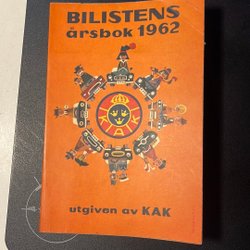 BILISTENS
årsbok 1962
KAK
utgiven av KAK